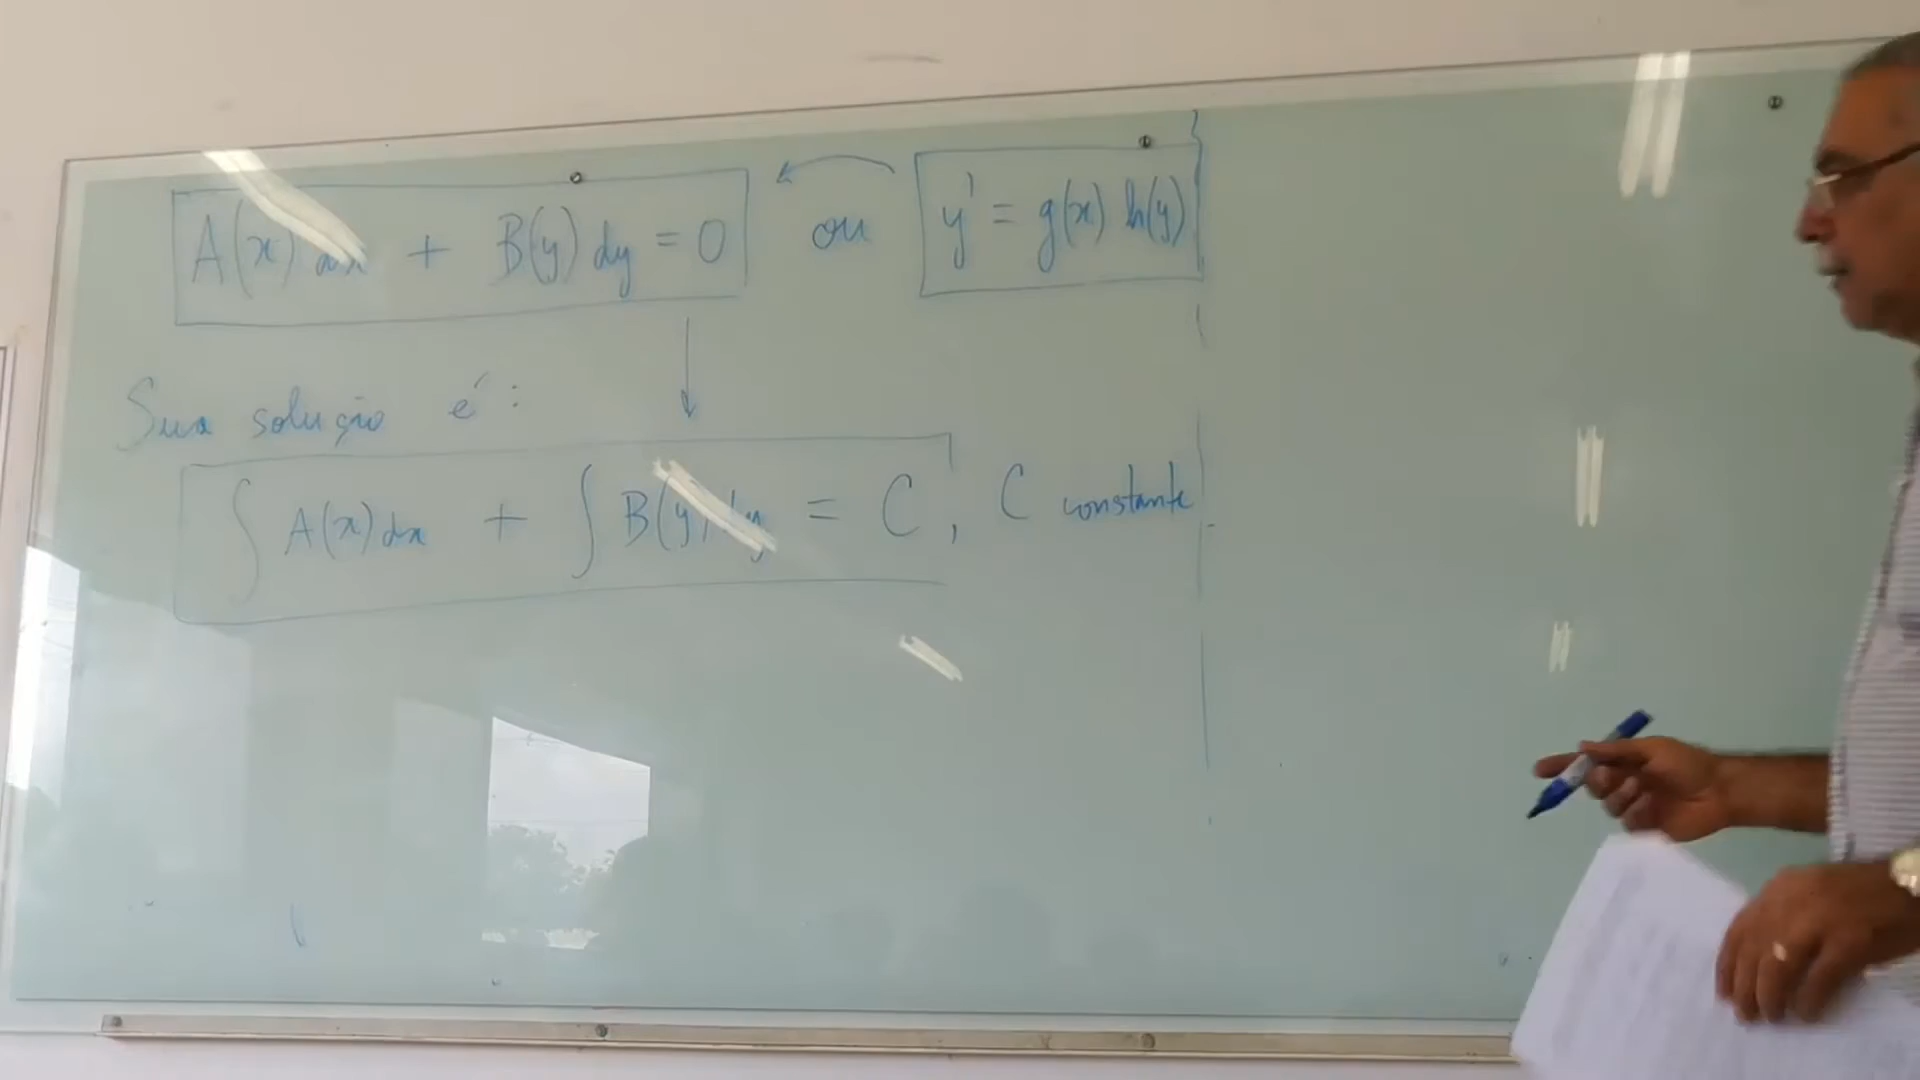 A(x) dx + B(y) dy = 0 ou y' = g(x) h(y)
Sua solução é:
∫ A(x) dx + ∫ B(y) dy = C, C constante.